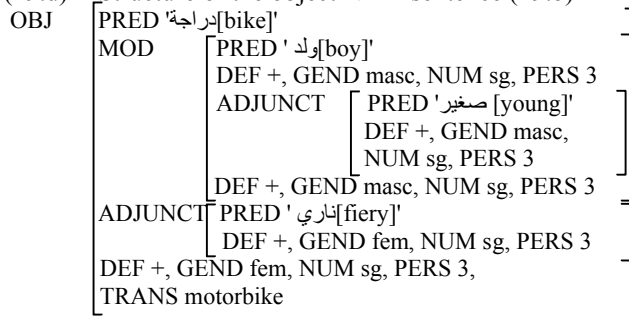 OBJ PRED 'دراجة[bike]'
MOD PRED ' ولد[boy]'
DEF +, GEND masc, NUM sg, PERS 3
ADJUNCT PRED 'صغير [young]'
DEF +, GEND masc,
NUM sg, PERS 3
DEF +, GEND masc, NUM sg, PERS 3
ADJUNCT PRED ' ناري[fiery]'
DEF +, GEND fem, NUM sg, PERS 3
DEF +, GEND fem, NUM sg, PERS 3,
TRANS motorbike